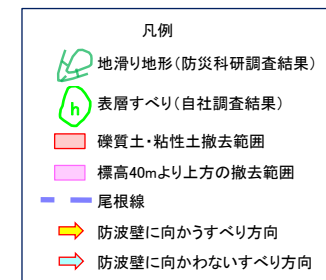 凡例
地滑り地形(防災科研調査結果)
h
表層すべり(自社調査結果)
礫質土・粘性土撤去範囲
標高40mより上方の撤去範囲
尾根線
防波壁に向かうすべり方向
防波壁に向かわないすべり方向